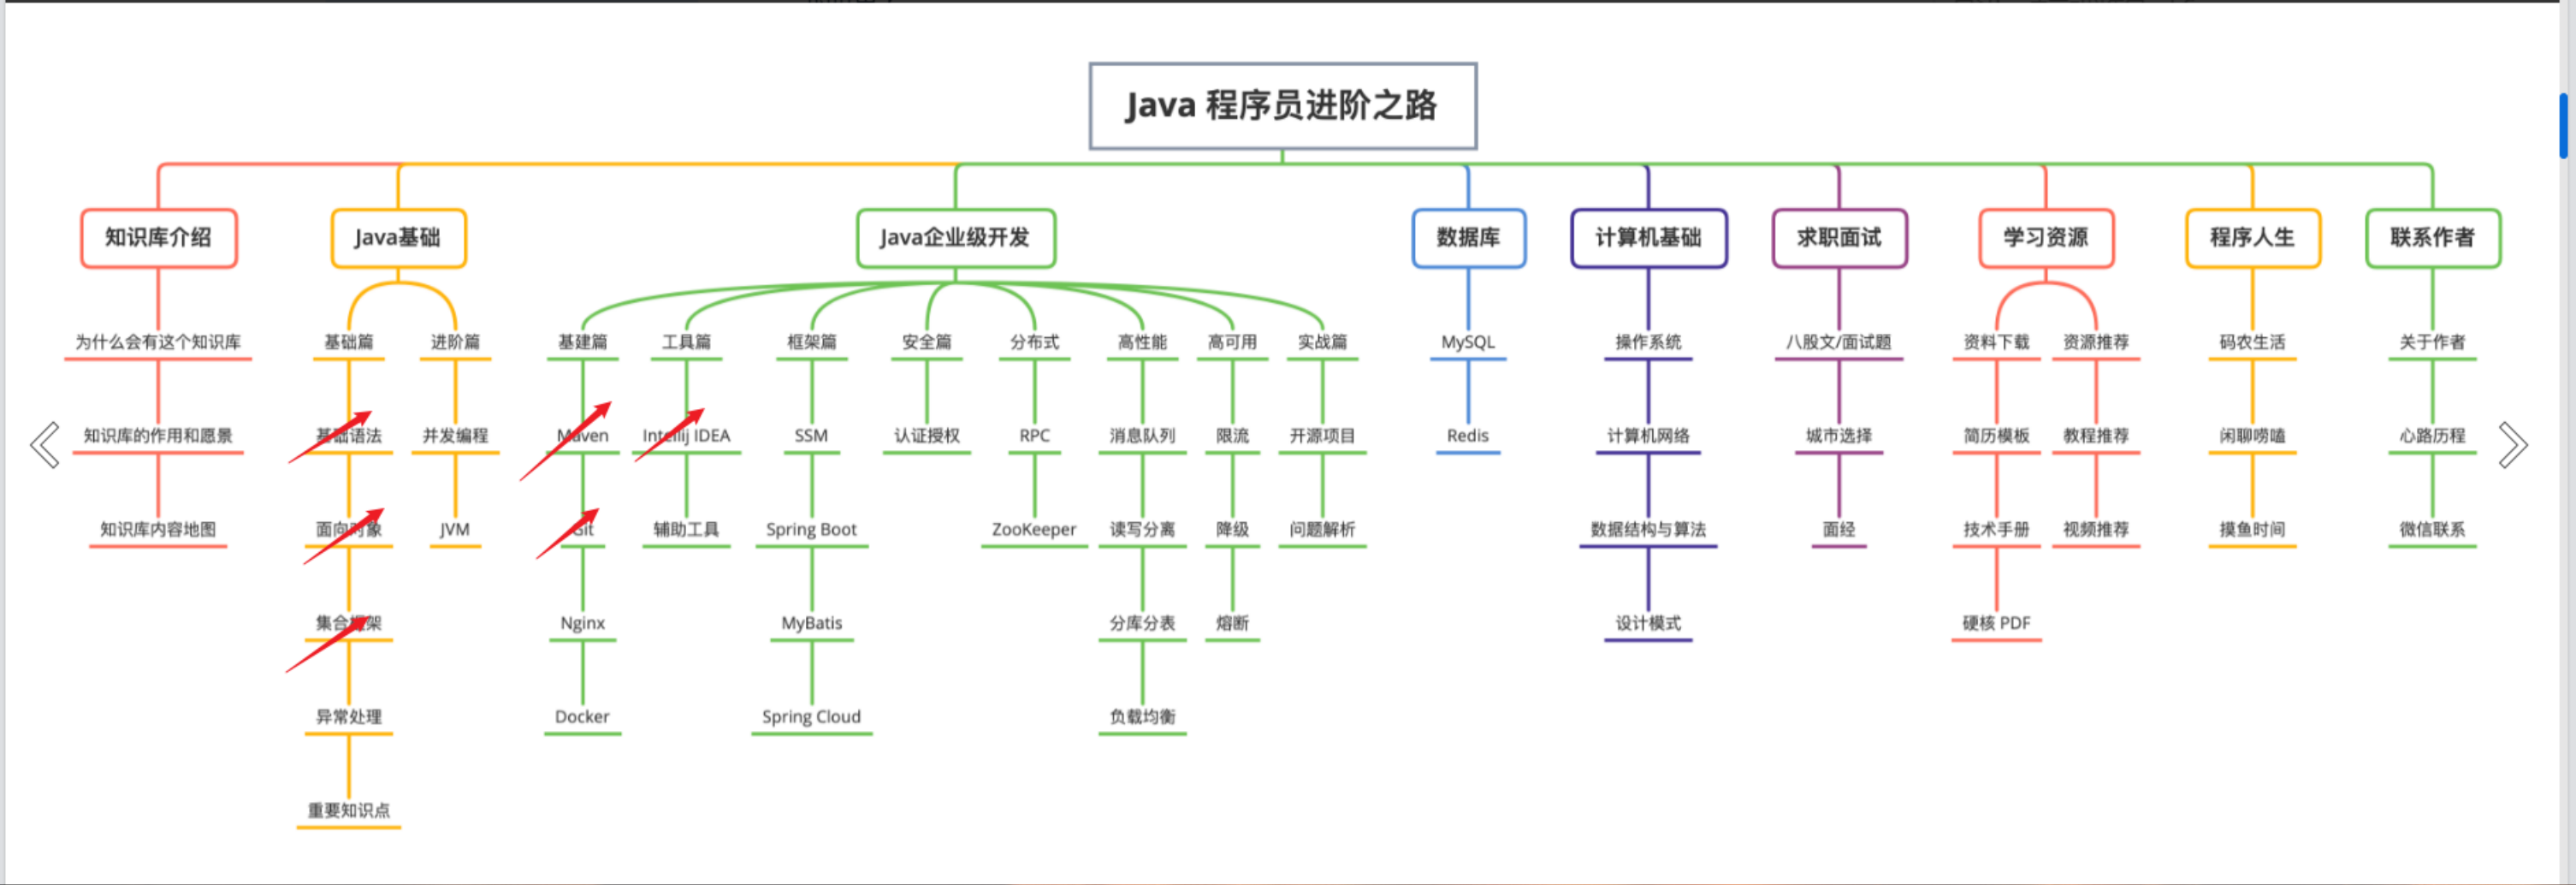 Java 程序员进阶之路
知识库介绍
为什么会有这个知识库
知识库的作用和愿景
知识库内容地图
Java基础
基础篇
基础语法
面向对象
集合框架
异常处理
重要知识点
进阶篇
并发编程
JVM
Java企业级开发
基建篇
Maven
Git
Nginx
Docker
工具篇
Intellij IDEA
辅助工具
框架篇
SSM
Spring Boot
MyBatis
Spring Cloud
安全篇
认证授权
分布式
RPC
ZooKeeper
高性能
消息队列
读写分离
分库分表
负载均衡
高可用
限流
降级
熔断
实战篇
开源项目
问题解析
数据库
MySQL
Redis
计算机基础
操作系统
计算机网络
数据结构与算法
设计模式
求职面试
八股文/面试题
城市选择
面经
学习资源
资料下载
简历模板
技术手册
硬核 PDF
资源推荐
教程推荐
视频推荐
程序人生
码农生活
闲聊唠嗑
摸鱼时间
联系作者
关于作者
心路历程
微信联系